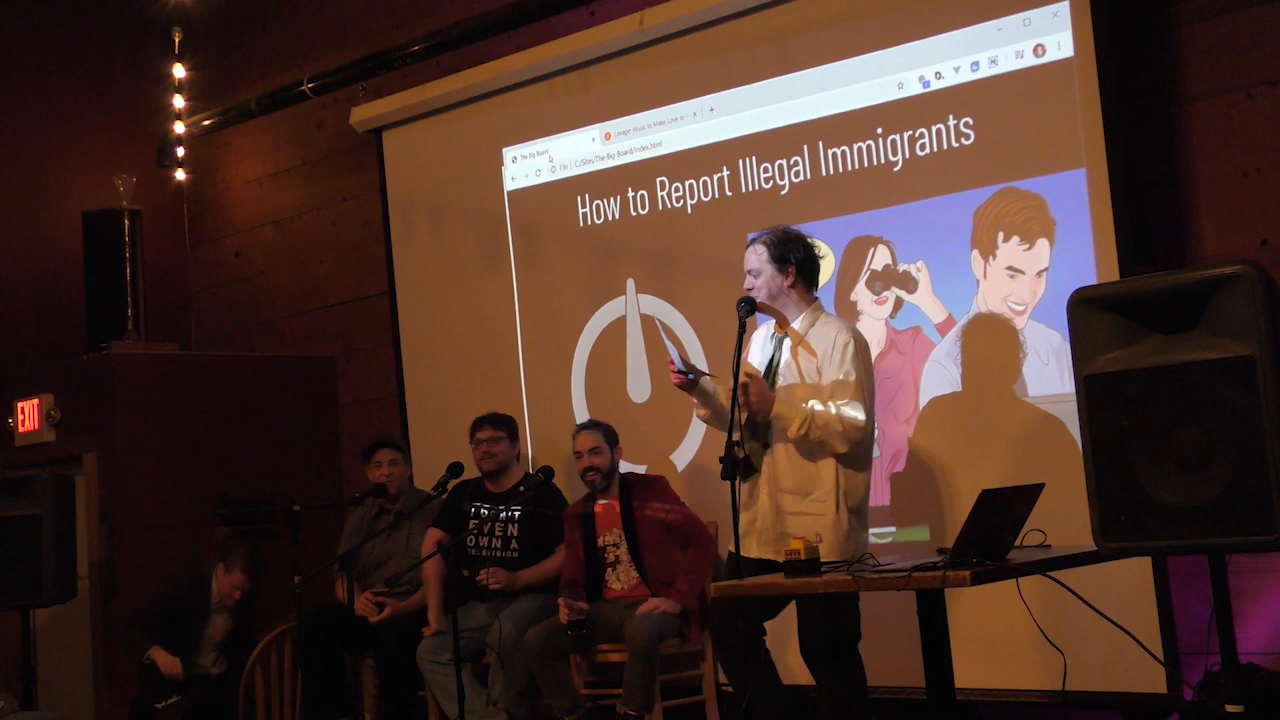 The Big Board
Lovage: Music to Make Love to
File | C:/Sites/The-Big-Board/index.html
How to Report Illegal Immigrants
EXIT
I DON'T
EVEN
OWN A
TELEVISION